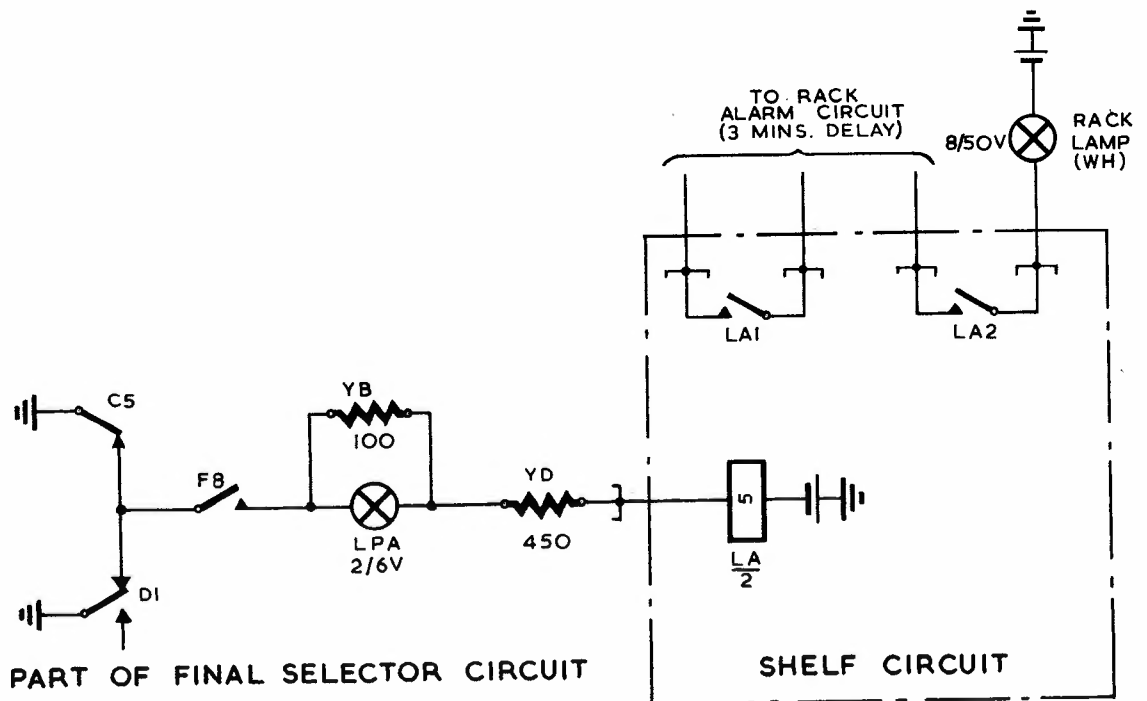 TO RACK
ALARM CIRCUIT
(3 MINS. DELAY)
8/50V
RACK
LAMP
(WH)
LA1
LA2
C5
YB
100
F8
YD
LPA
2/6V
450
5
LA
2
D1
PART OF FINAL SELECTOR CIRCUIT
SHELF CIRCUIT